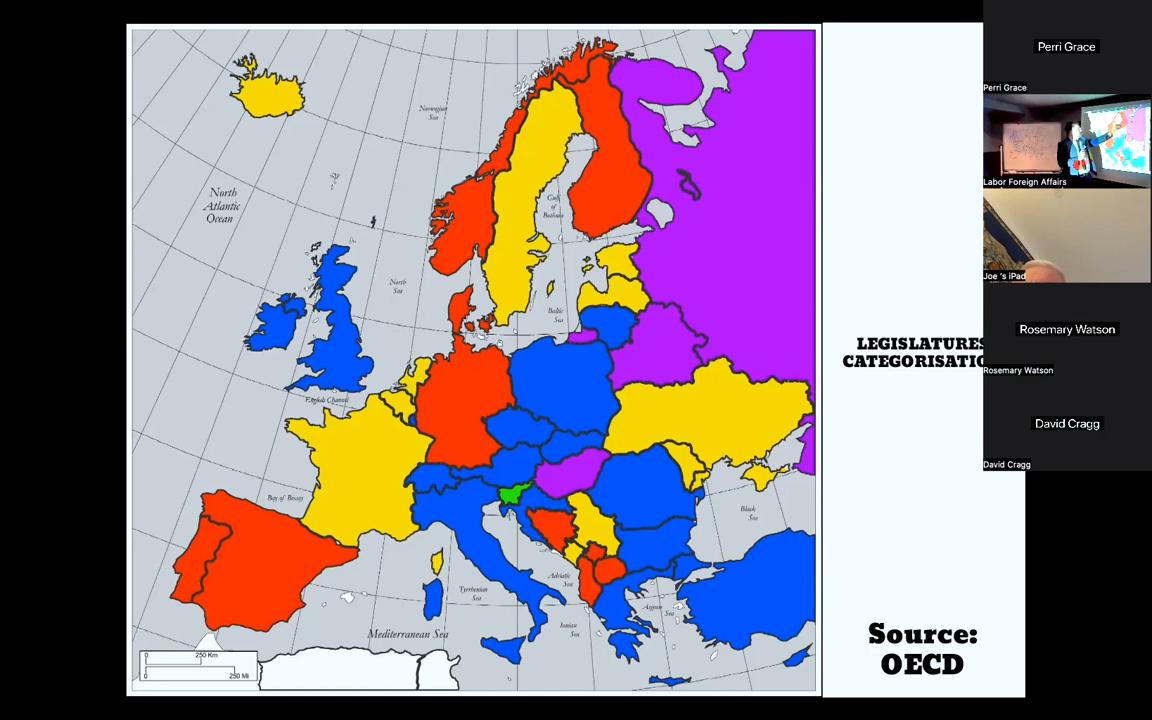 North
Atlantic
Ocean
Norwegian
Sea
Gulf
of
Bothnia
North
Sea
Baltic
Sea
English Channel
Bay of Biscay
Black
Sea
Adriatic
Sea
Tyrrhenian
Sea
Aegean
Sea
Ionian
Sea
Mediterranean Sea
0
250 Km
0
250 Mi
LEGISLATURES
CATEGORISATIO
Source:
OECD
Perri Grace
Perri Grace
Labor Foreign Affairs
Joe 's iPad
Rosemary Watson
Rosemary Watson
David Cragg
David Cragg